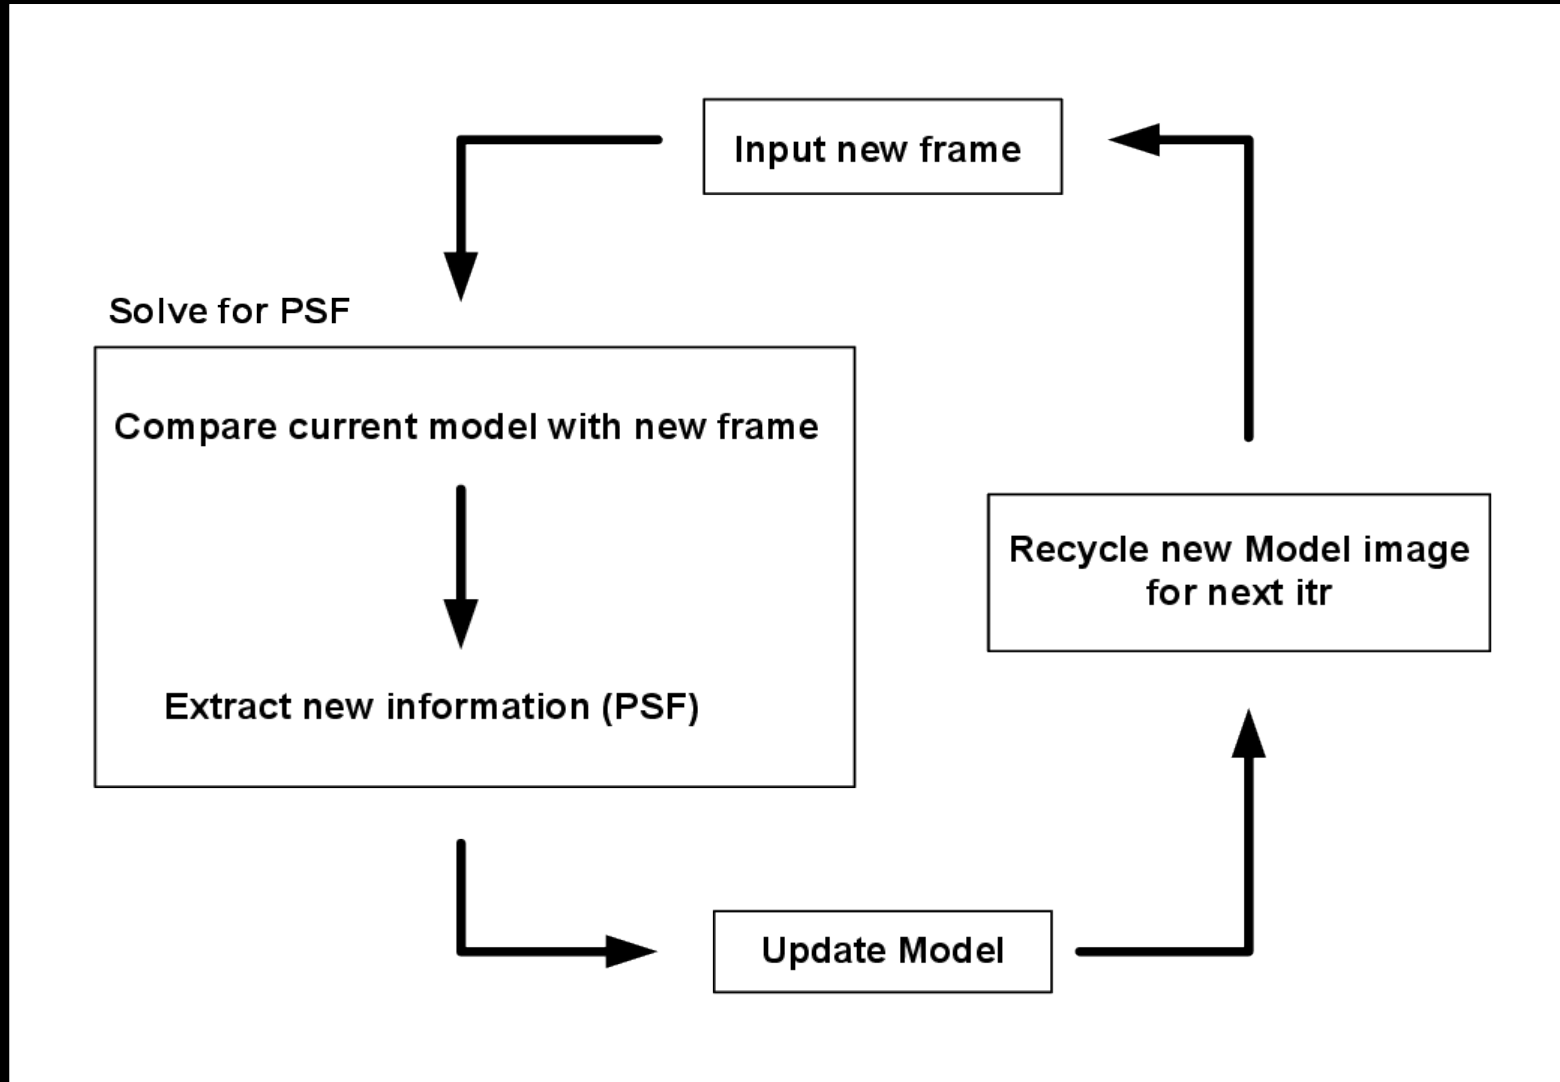 Input new frame
Solve for PSF
Compare current model with new frame
Extract new information (PSF)
Recycle new Model image
for next itr
Update Model